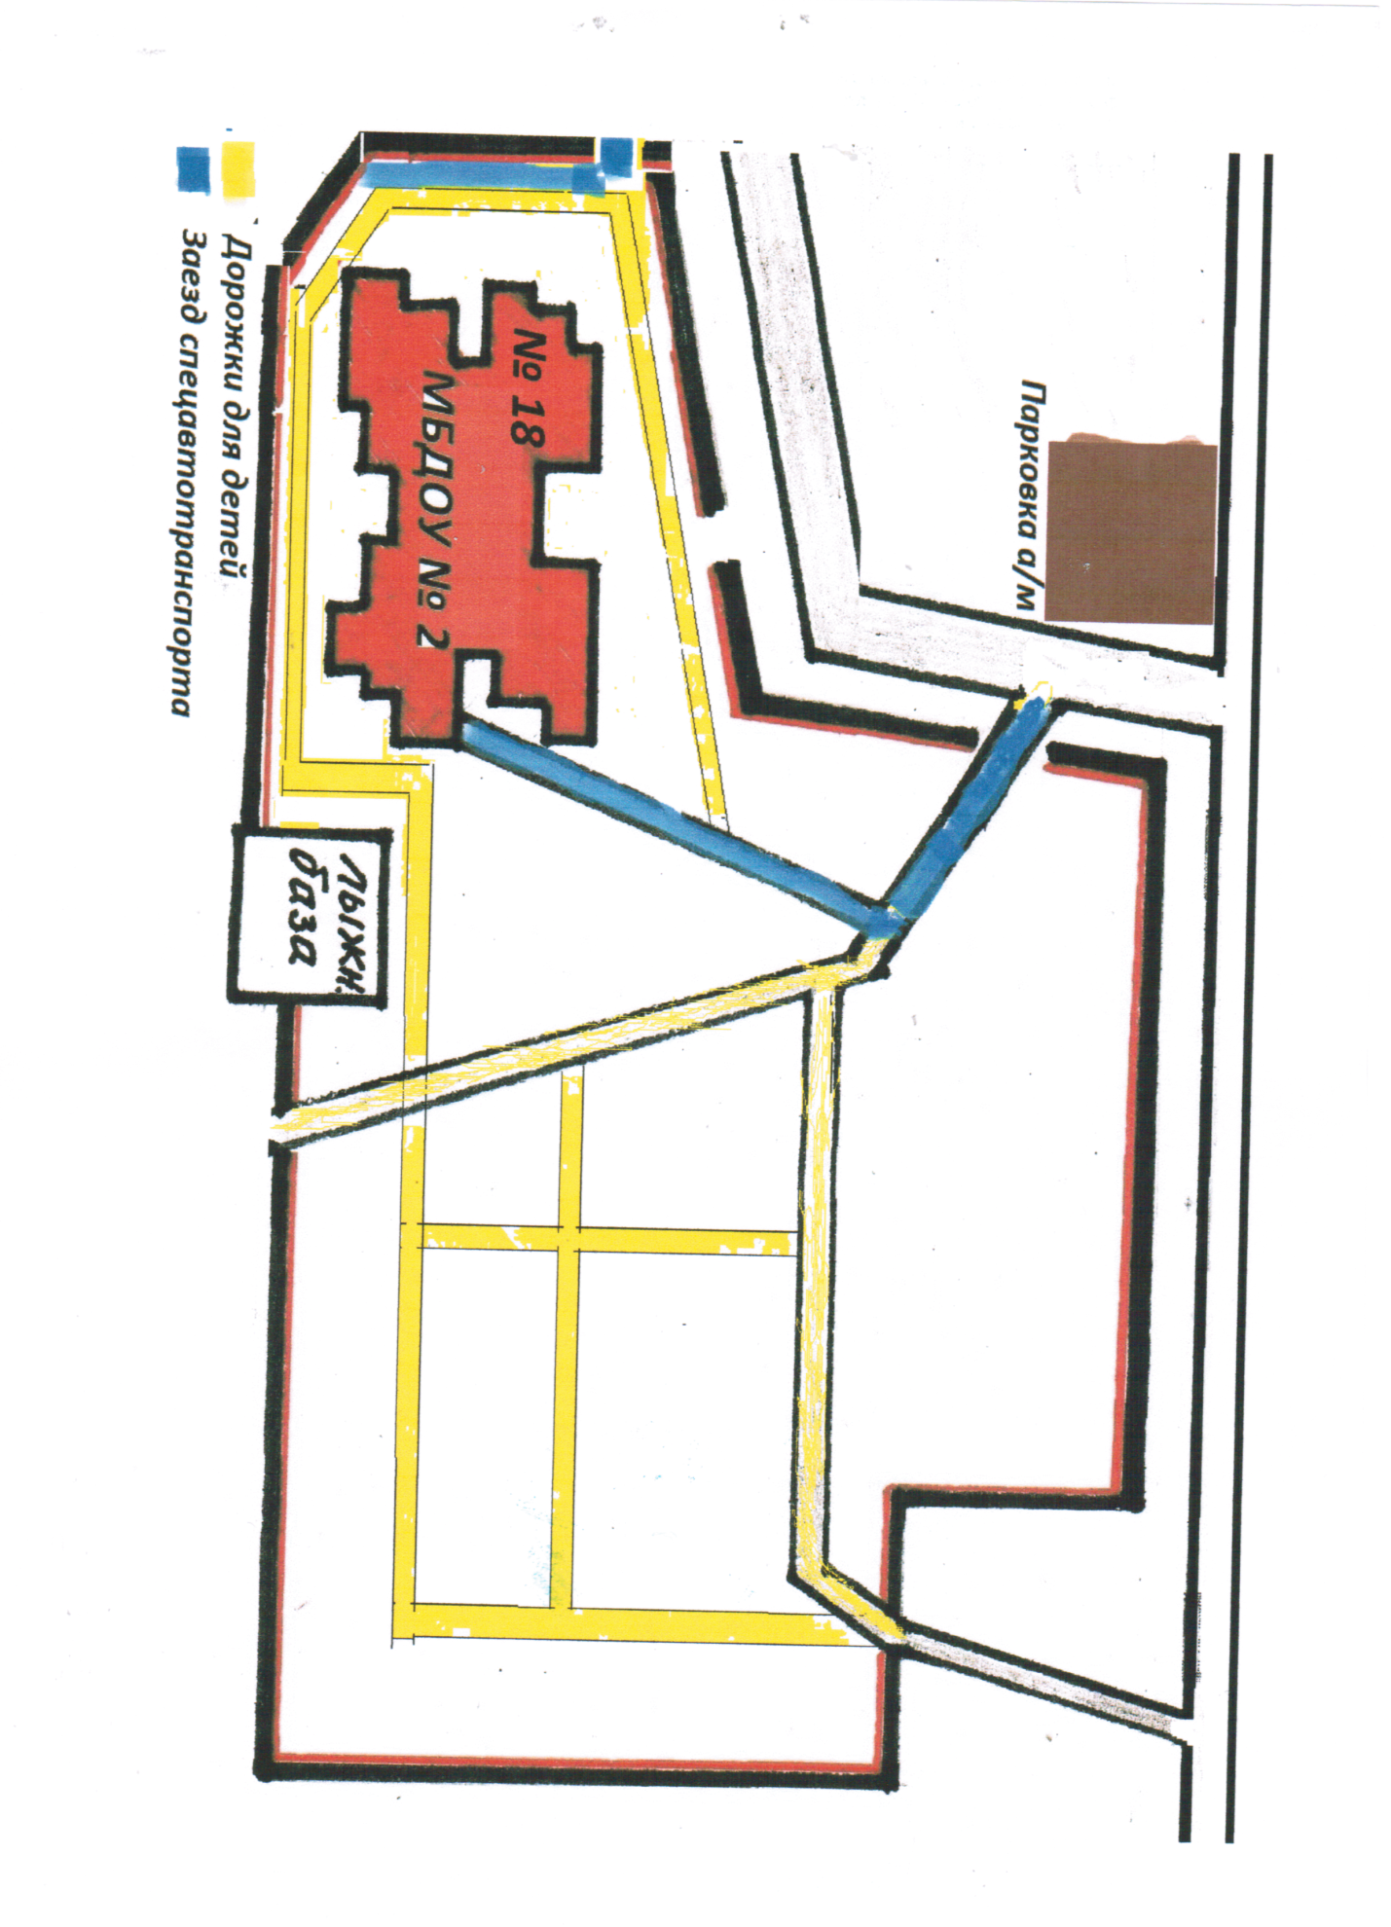 Парковка а/м
№ 18
МБДОУ № 2
лыжн.
база
Дорожки для детей
Заезд спецавтотранспорта